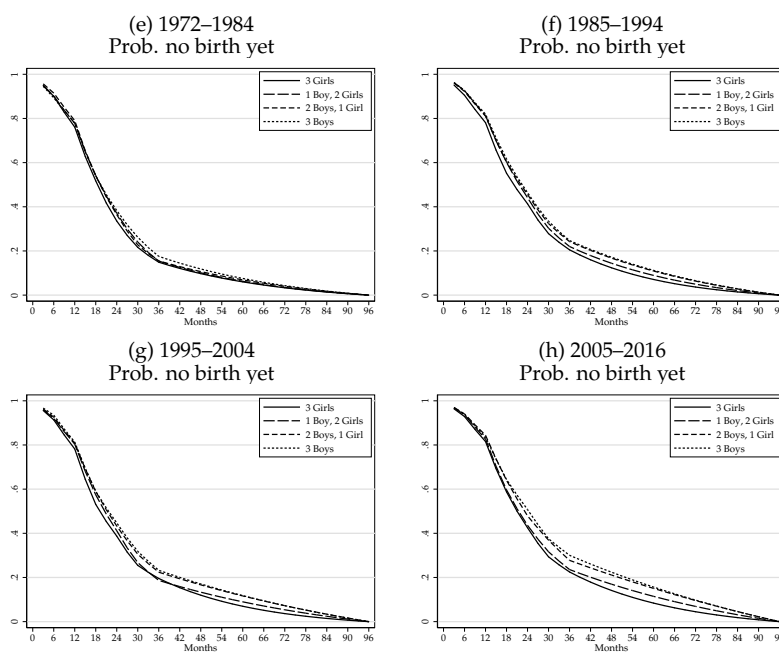 (e) 1972–1984
Prob. no birth yet
3 Girls
1 Boy, 2 Girls
2 Boys, 1 Girl
3 Boys
1
.8
.6
.4
.2
0
0 6 12 18 24 30 36 42 48 54 60 66 72 78 84 90 96
Months
(f) 1985–1994
Prob. no birth yet
3 Girls
1 Boy, 2 Girls
2 Boys, 1 Girl
3 Boys
1
.8
.6
.4
.2
0
0 6 12 18 24 30 36 42 48 54 60 66 72 78 84 90
Months
(g) 1995–2004
Prob. no birth yet
3 Girls
1 Boy, 2 Girls
2 Boys, 1 Girl
3 Boys
1
.8
.6
.4
.2
0
0 6 12 18 24 30 36 42 48 54 60 66 72 78 84 90 96
Months
(h) 2005–2016
Prob. no birth yet
3 Girls
1 Boy, 2 Girls
2 Boys, 1 Girl
3 Boys
1
.8
.6
.4
.2
0
0 6 12 18 24 30 36 42 48 54 60 66 72 78 84 90
Months